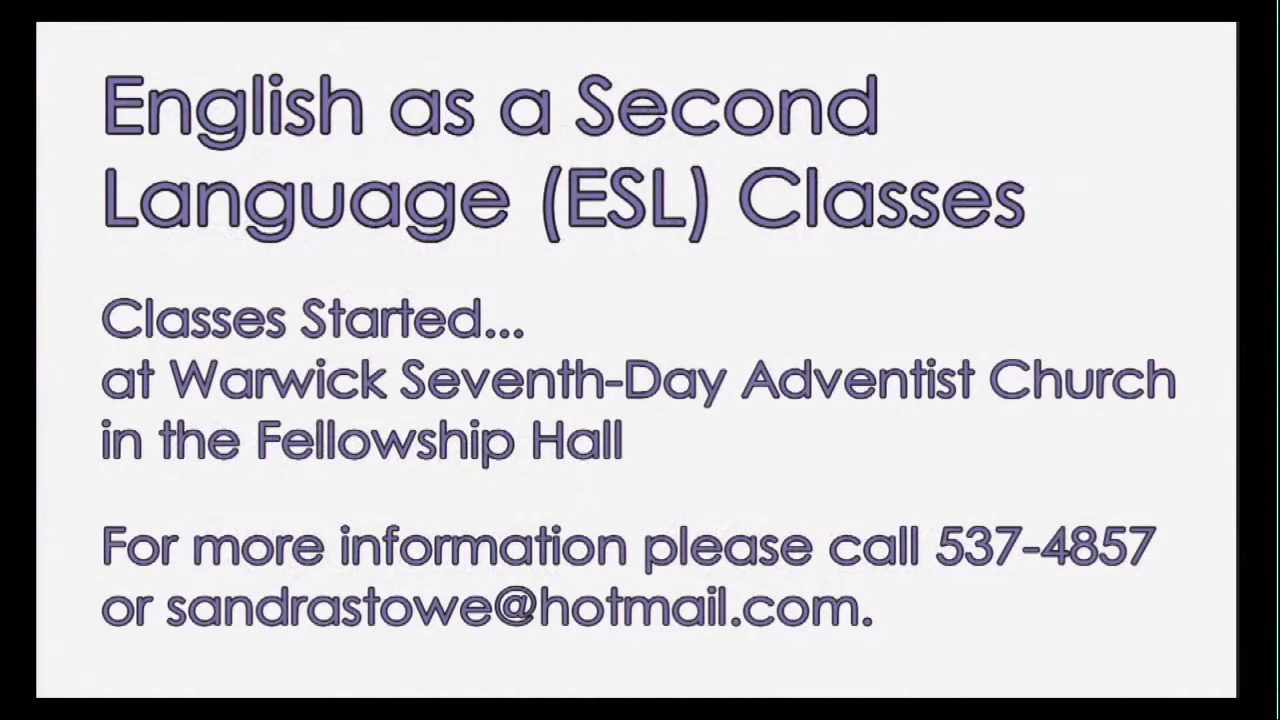 English as a Second
Language (ESL) Classes
Classes Started...
at Warwick Seventh-Day Adventist Church
in the Fellowship Hall
For more information please call 537-4857
or sandrastowe@hotmail.com.